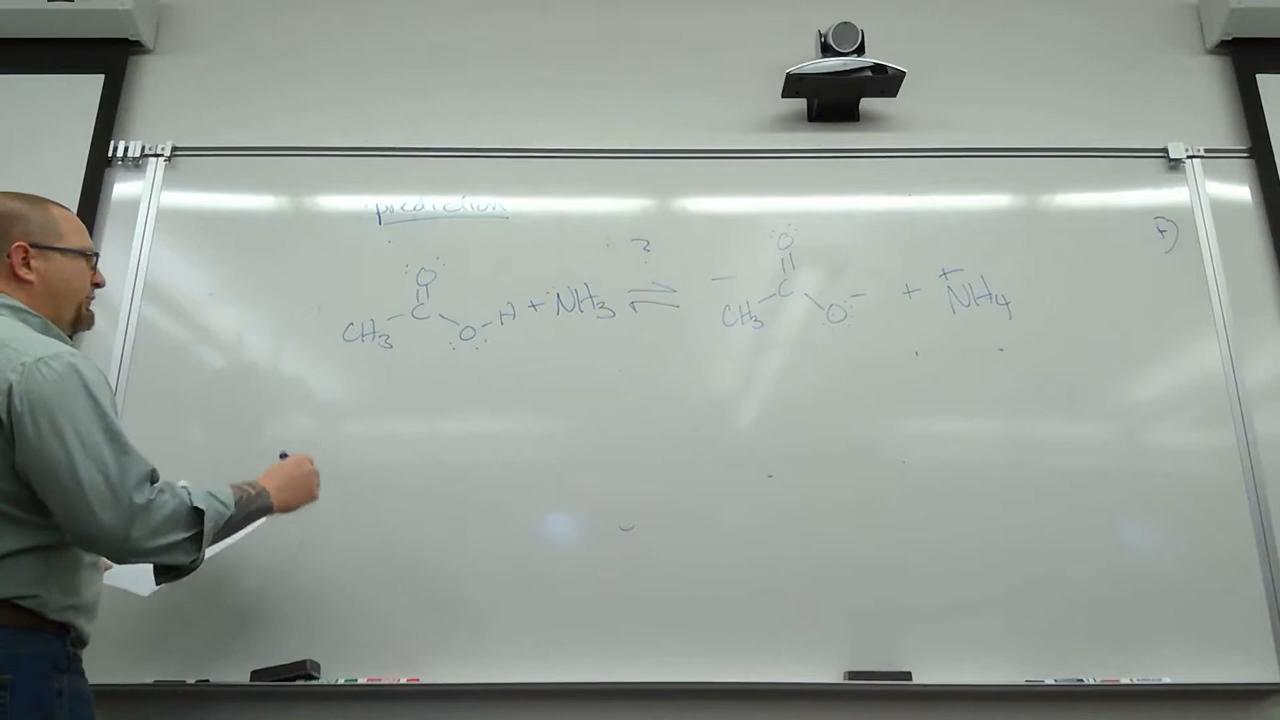 prediction
F)
?
O O
C C
CH3 O - H + NH3 ⇌ CH3 O⁻ + ⁺NH4